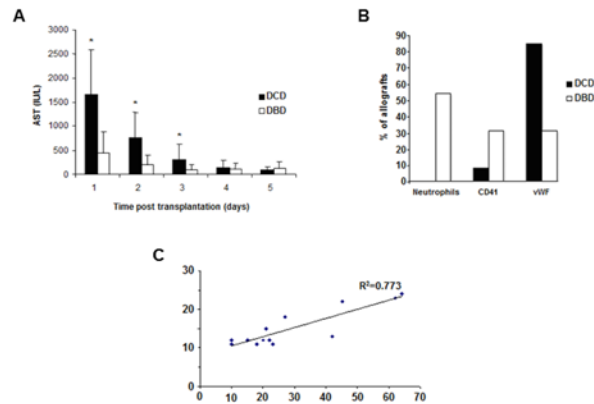 A
3000
2500
2000
1500
1000
500
0
AST (IU/L)
*
*
*
DCD
DBD
1 2 3 4 5
Time post transplantation (days)
B
90
80
70
60
50
40
30
20
10
0
% of allografts
DCD
DBD
Neutrophils CD41 vWF
C
30
20
10
0
R²=0.773
0 10 20 30 40 50 60 70